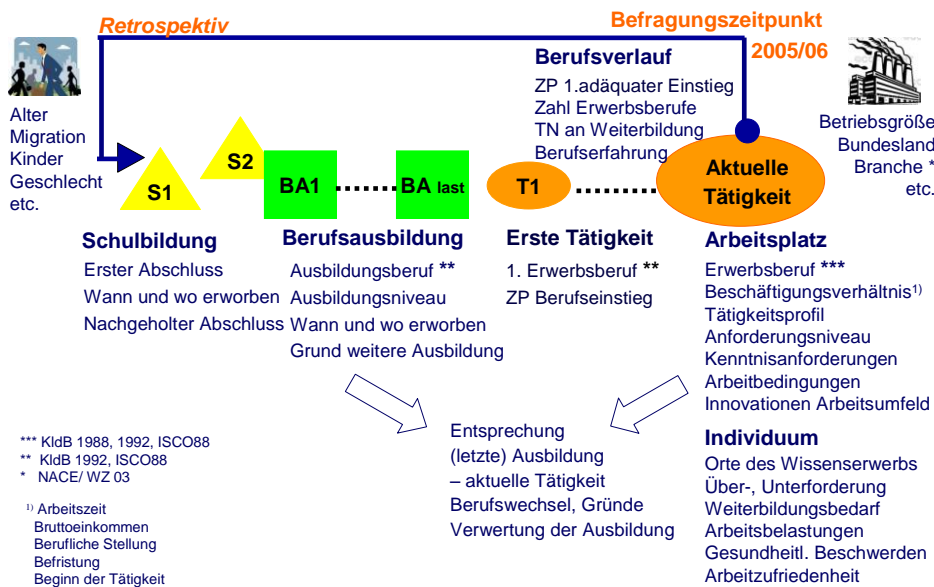 Retrospektiv
Befragungszeitpunkt
2005/06
Alter
Migration
Kinder
Geschlecht
etc.
Berufsverlauf
ZP 1.adäquater Einstieg
Zahl Erwerbsberufe
TN an Weiterbildung
Berufserfahrung
Betriebsgröße
Bundesland
Branche *
etc.
S1
S2
BA1
BA last
T1
Aktuelle
Tätigkeit
Schulbildung
Erster Abschluss
Wann und wo erworben
Nachgeholter Abschluss
Berufsausbildung
Ausbildungsberuf **
Ausbildungsniveau
Wann und wo erworben
Grund weitere Ausbildung
Erste Tätigkeit
1. Erwerbsberuf **
ZP Berufseinstieg
Arbeitsplatz
Erwerbsberuf ***
Beschäftigungsverhältnis1)
Tätigkeitsprofil
Anforderungsniveau
Kenntnisanforderungen
Arbeitbedingungen
Innovationen Arbeitsumfeld
Entsprechung
(letzte) Ausbildung
– aktuelle Tätigkeit
Berufswechsel, Gründe
Verwertung der Ausbildung
Individuum
Orte des Wissenserwerbs
Über-, Unterforderung
Weiterbildungsbedarf
Arbeitsbelastungen
Gesundheitl. Beschwerden
Arbeitzufriedenheit
*** KldB 1988, 1992, ISCO88
** KldB 1992, ISCO88
* NACE/ WZ 03
1) Arbeitszeit
Bruttoeinkommen
Berufliche Stellung
Befristung
Beginn der Tätigkeit